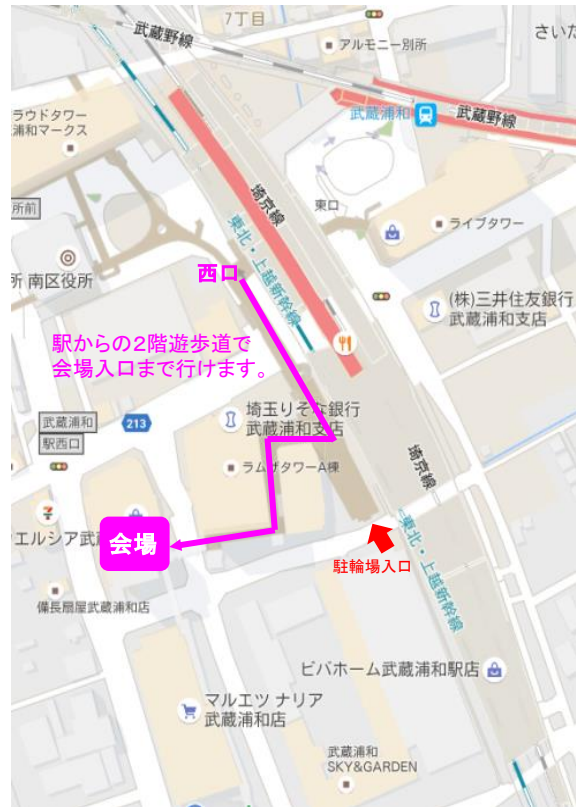 武蔵野線
7丁目
アルモニー別所
さいた
ラウドタワー
浦和マークス
武蔵浦和
武蔵野線
所前
埼京線
東口
ライブタワー
所 南区役所
西口
東北・上越新幹線
(株)三井住友銀行
武蔵浦和支店
駅からの2階遊歩道で
会場入口まで行けます。
武蔵浦和
駅西口
213
埼玉りそな銀行
武蔵浦和支店
ラムザタワーA棟
埼京線
エルシア武
会場
駐輪場入口
東北・上越新幹線
備長扇屋武蔵浦和店
ビバホーム武蔵浦和駅店
マルエツ ナリア
武蔵浦和店
武蔵浦和
SKY&GARDEN